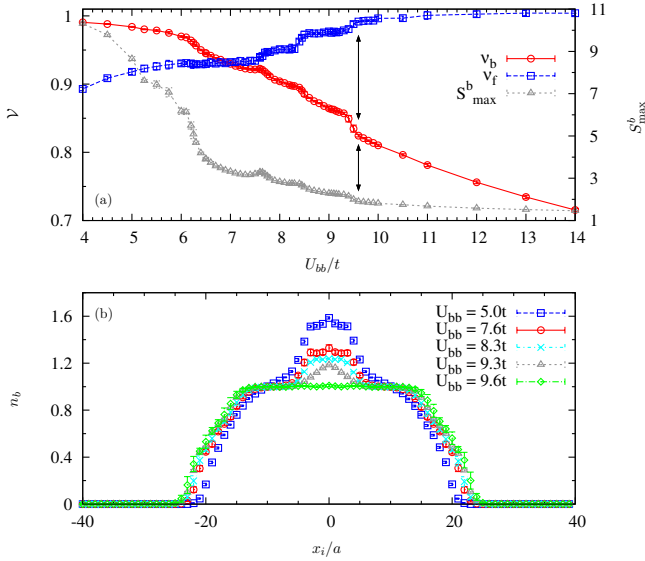 1
0.9
0.8
0.7
𝒱
11
9
7
5
3
1
S^b_max
ν_b
ν_f
S^b_max
(a)
4 5 6 7 8 9 10 11 12 13 14
U_bb/t
(b)
1.6
1.2
0.8
0.4
0
n_b
U_bb = 5.0t
U_bb = 7.6t
U_bb = 8.3t
U_bb = 9.3t
U_bb = 9.6t
-40 -20 0 20 40
x_i/a